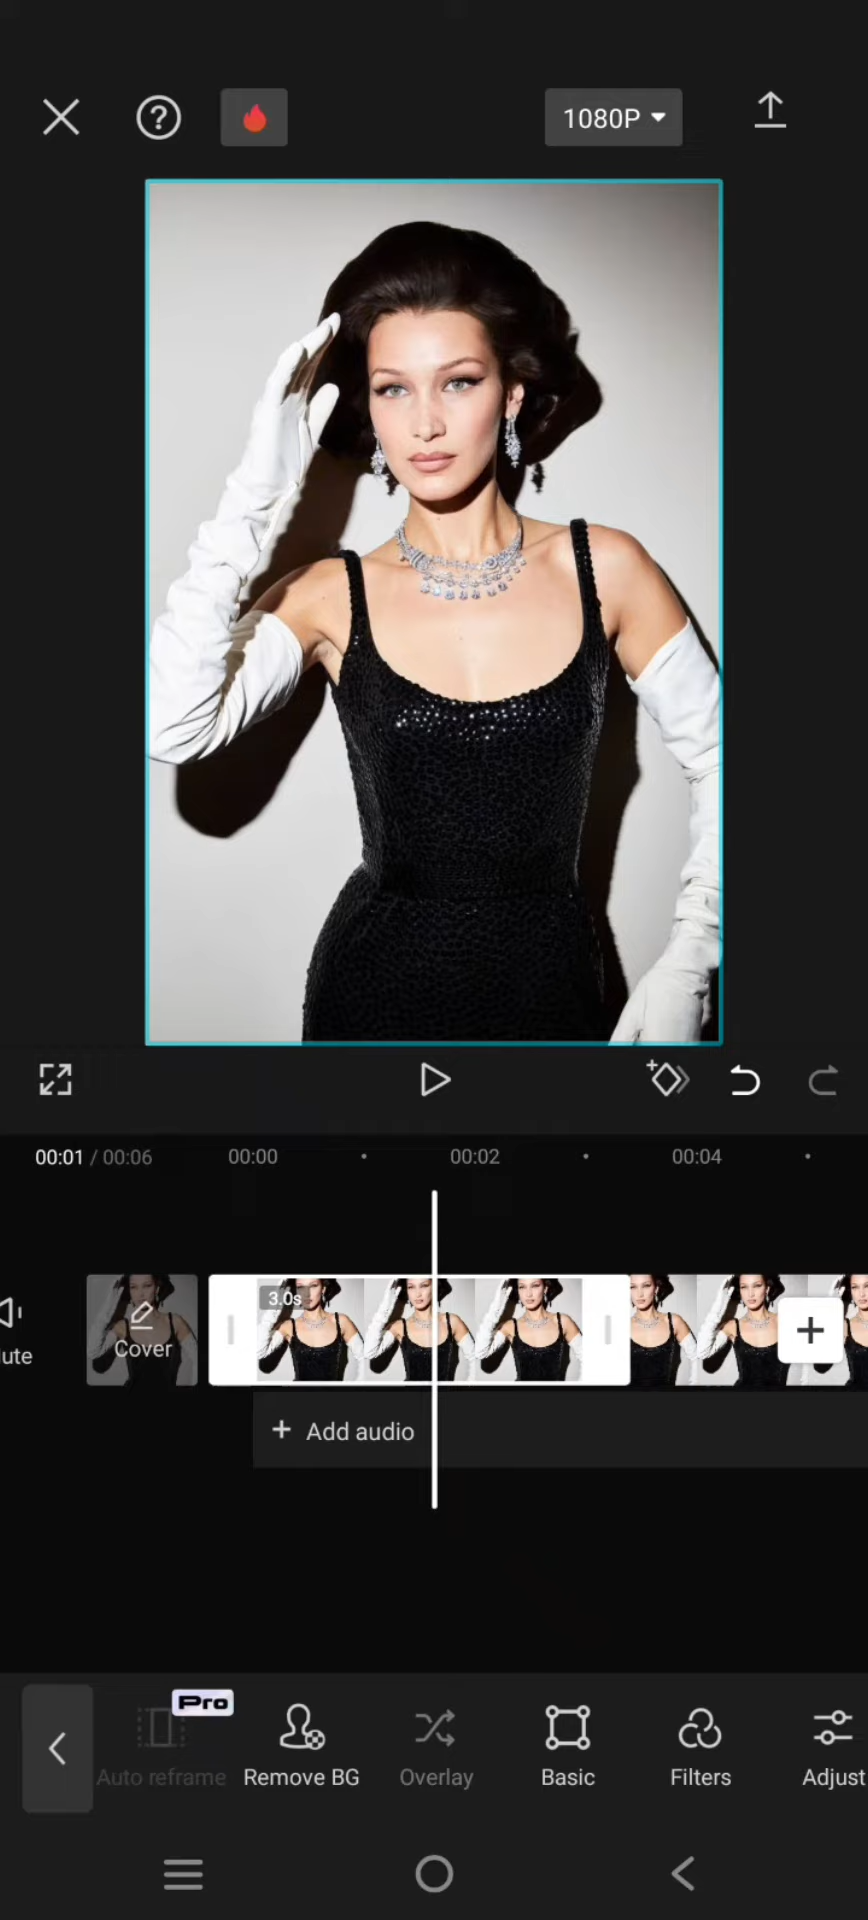 1080P
00:01 / 00:06 00:00 00:02 00:04
3.0s
Cover
ute
+ Add audio
Pro
Auto reframe Remove BG Overlay Basic Filters Adjust